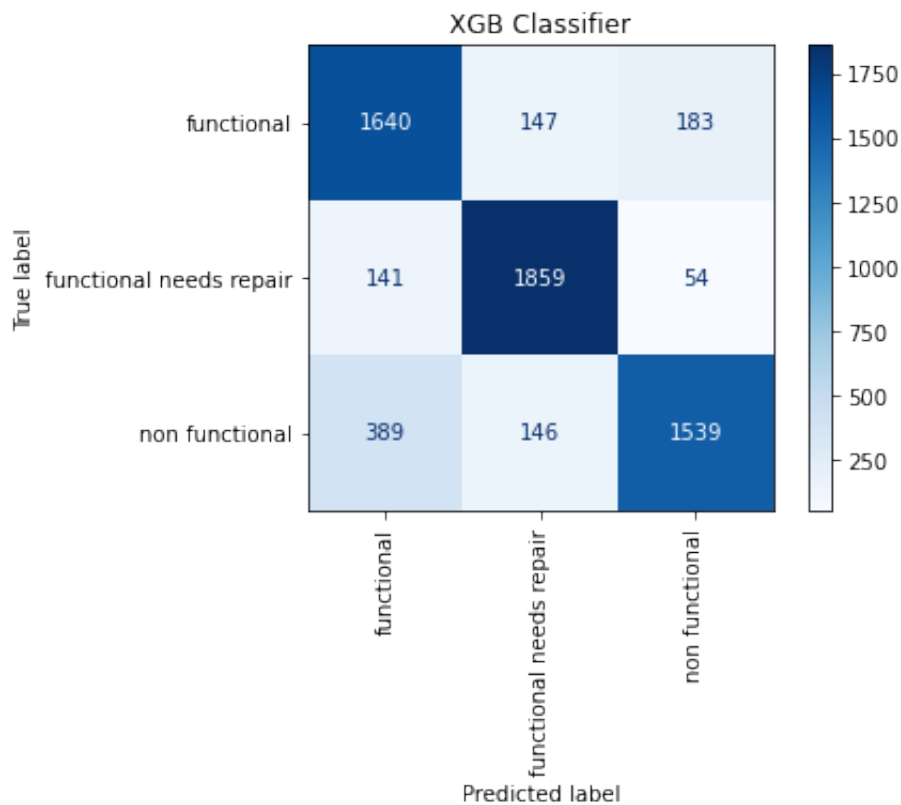 XGB Classifier
True label
functional
1640 147 183
functional needs repair
141 1859 54
non functional
389 146 1539
functional
functional needs repair
non functional
Predicted label
1750
1500
1250
1000
750
500
250